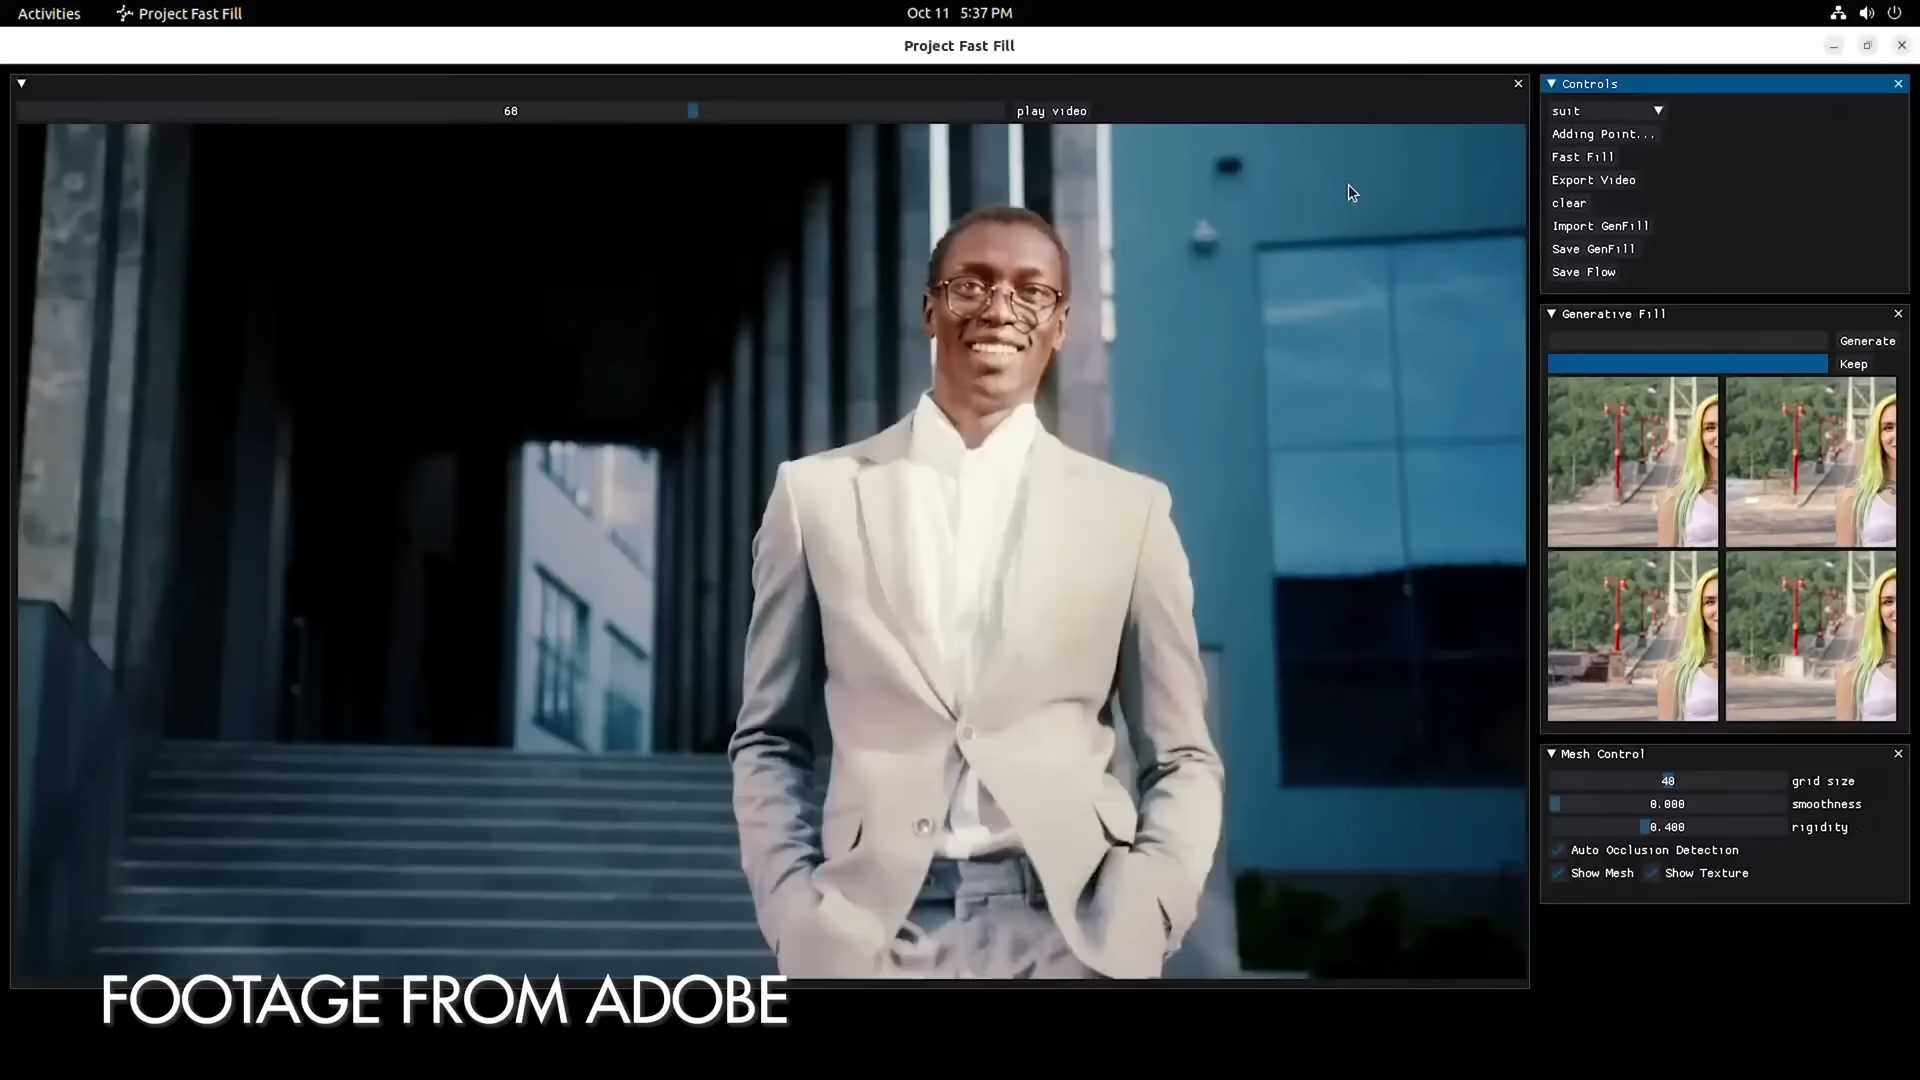 Activities Project Fast Fill Oct 11 5:37 PM
Project Fast Fill
68 play video
FOOTAGE FROM ADOBE
Controls
suit
Adding Point...
Fast Fill
Export Video
clear
Import GenFill
Save GenFill
Save Flow
Generative Fill
Generate
Keep
Mesh Control
40 grid size
0.000 smoothness
0.400 rigidity
Auto Occlusion Detection
Show Mesh Show Texture